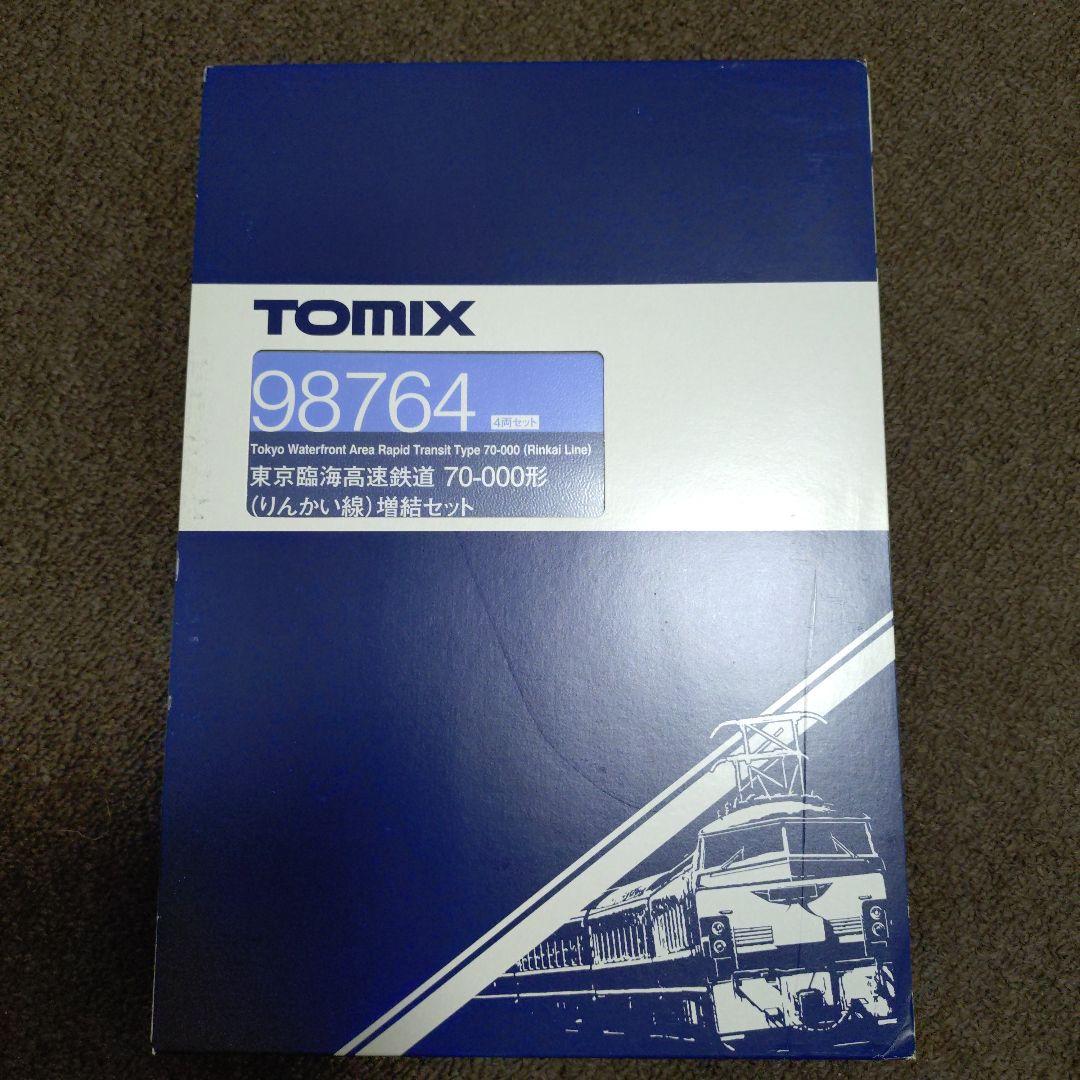 TOMIX
98764 4両セット
Tokyo Waterfront Area Rapid Transit Type 70-000 (Rinkai Line)
東京臨海高速鉄道 70-000形
(りんかい線)増結セット